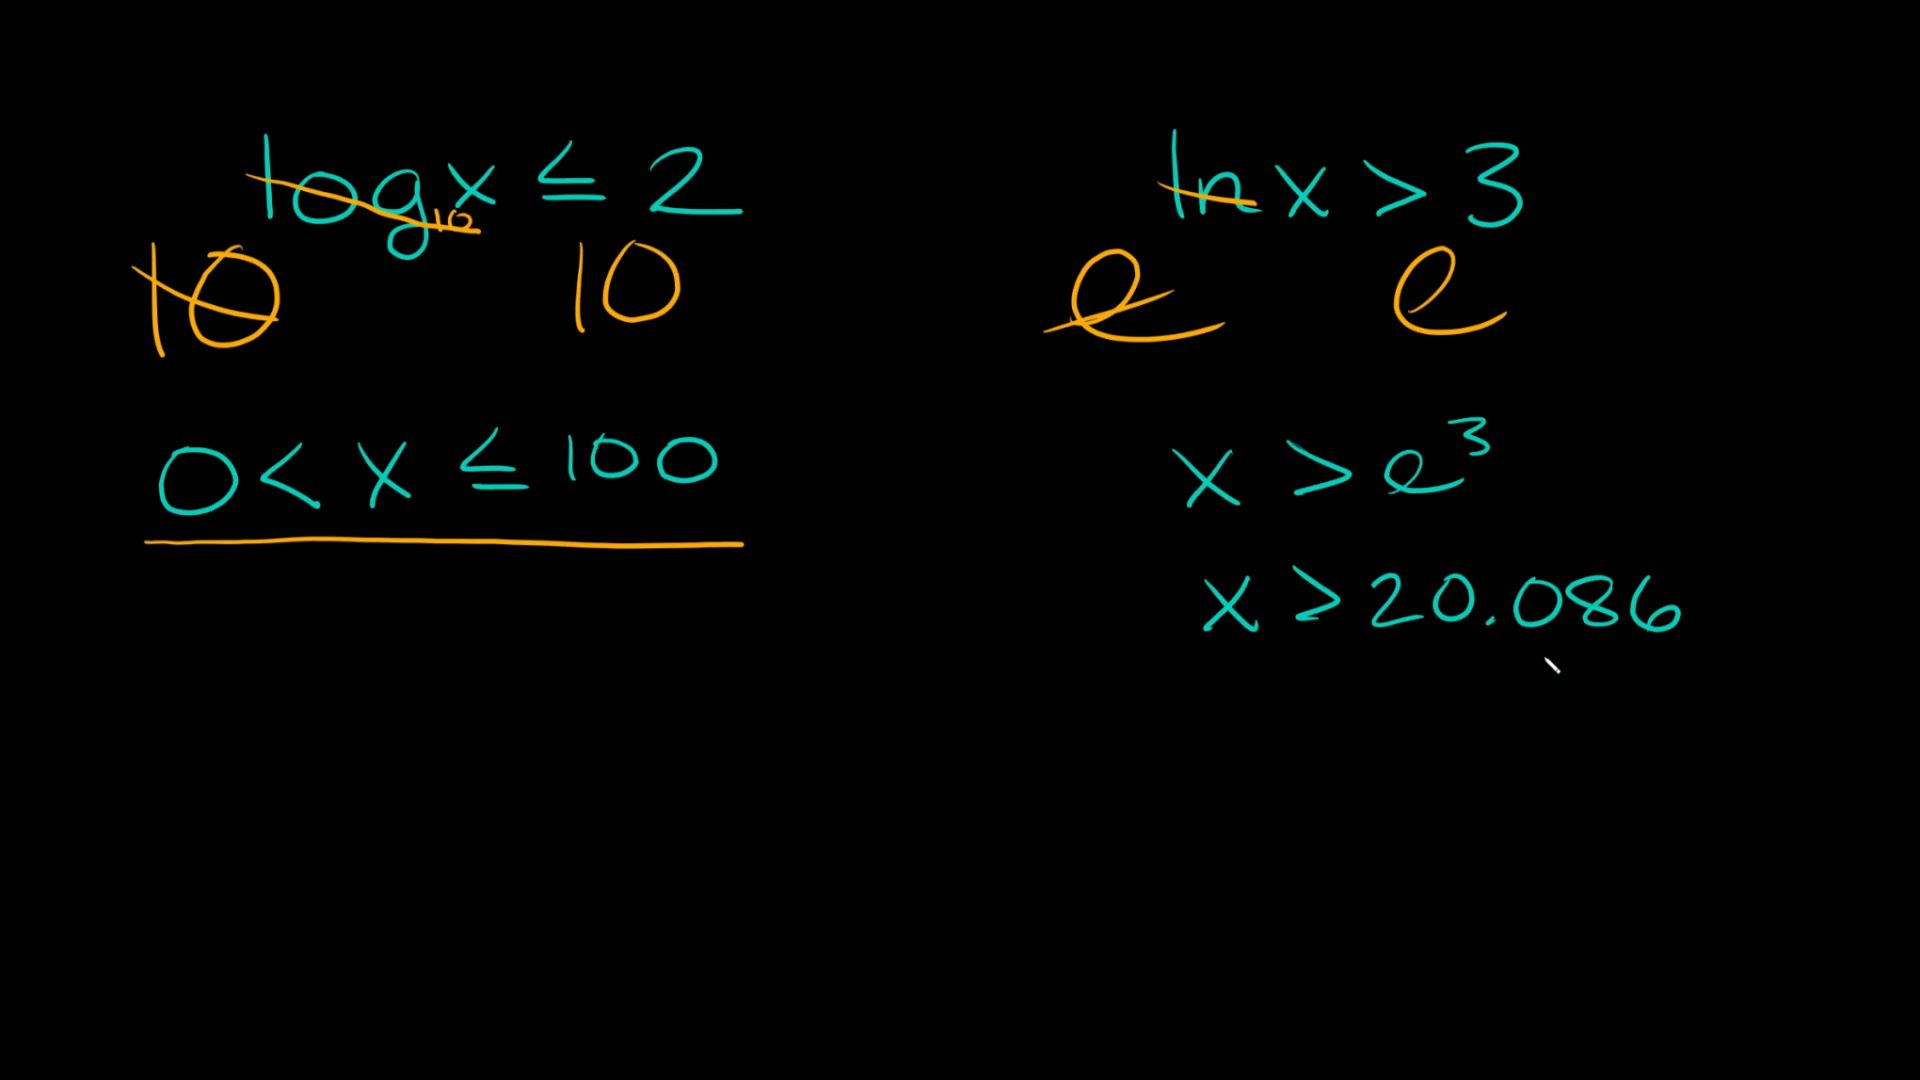 log₁₀x ≤ 2
10 10
0 < x ≤ 100
ln x > 3
e e
x > e³
x > 20.086